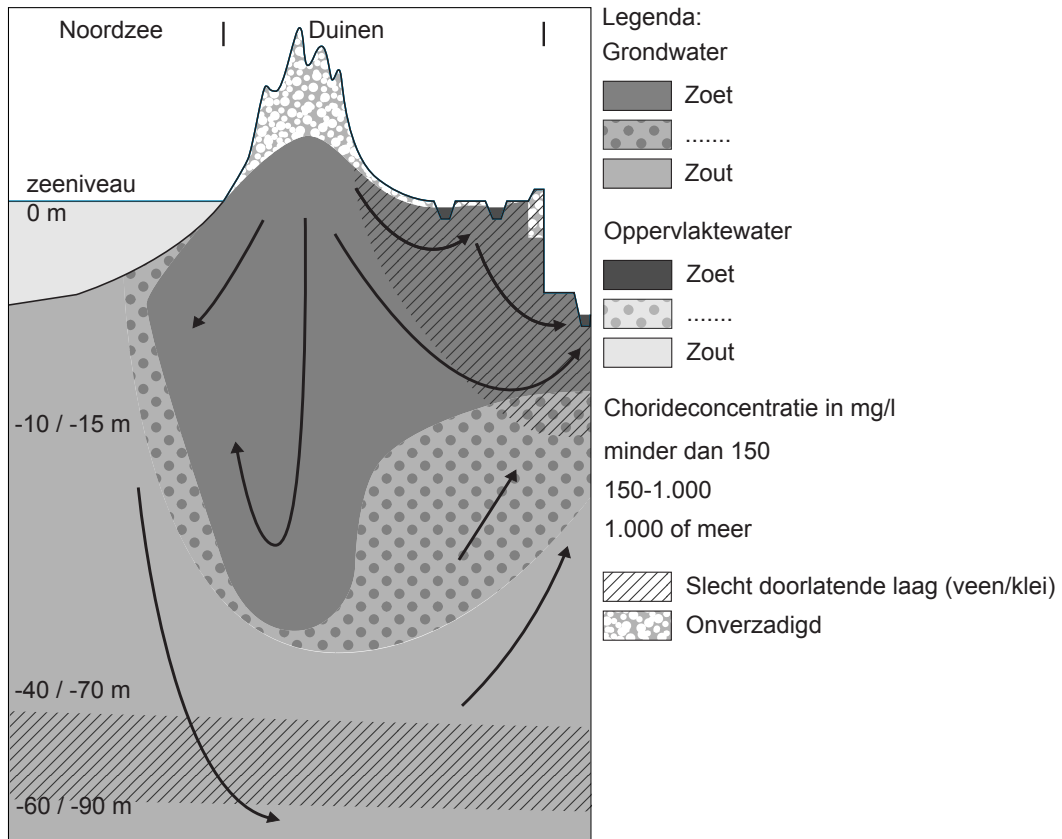 Noordzee | Duinen |
zeeniveau
0 m
-10 / -15 m
-40 / -70 m
-60 / -90 m
Legenda:
Grondwater
Zoet
.......
Zout
Oppervlaktewater
Zoet
.......
Zout
Chorideconcentratie in mg/l
minder dan 150
150-1.000
1.000 of meer
Slecht doorlatende laag (veen/klei)
Onverzadigd